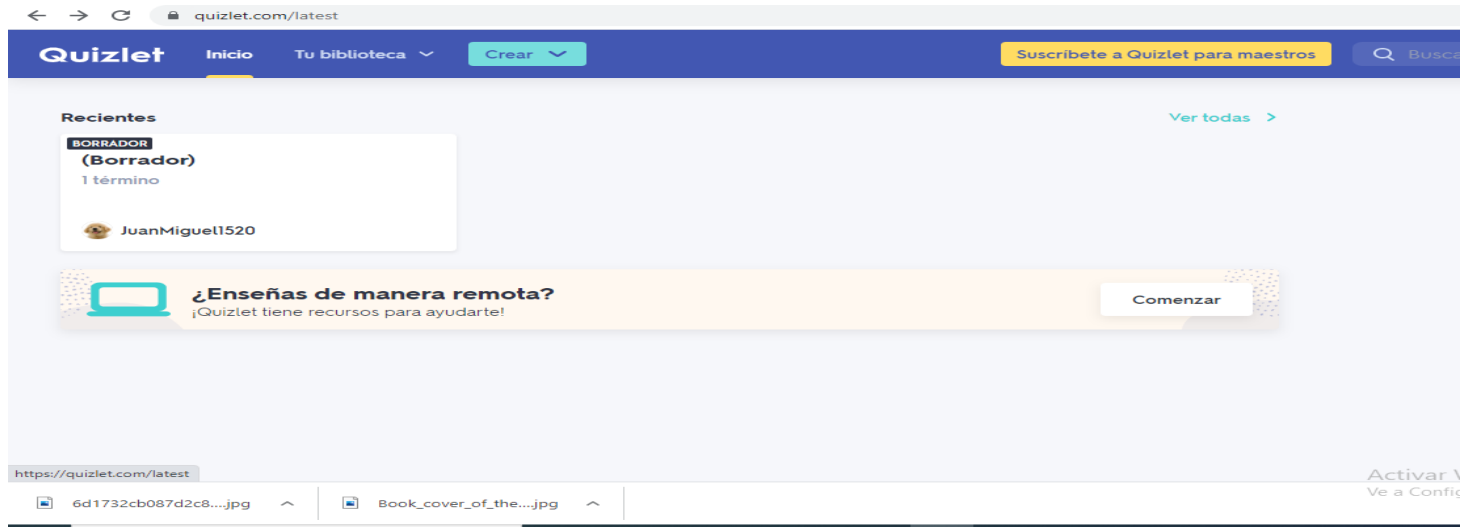 quizlet.com/latest
Quizlet Inicio Tu biblioteca Crear Suscríbete a Quizlet para maestros Busca
Recientes Ver todas
BORRADOR
(Borrador)
1 término
JuanMiguel1520
¿Enseñas de manera remota?
¡Quizlet tiene recursos para ayudarte!
Comenzar
https://quizlet.com/latest
Activar W
Ve a Config
6d1732cb087d2c8....jpg Book_cover_of_the....jpg